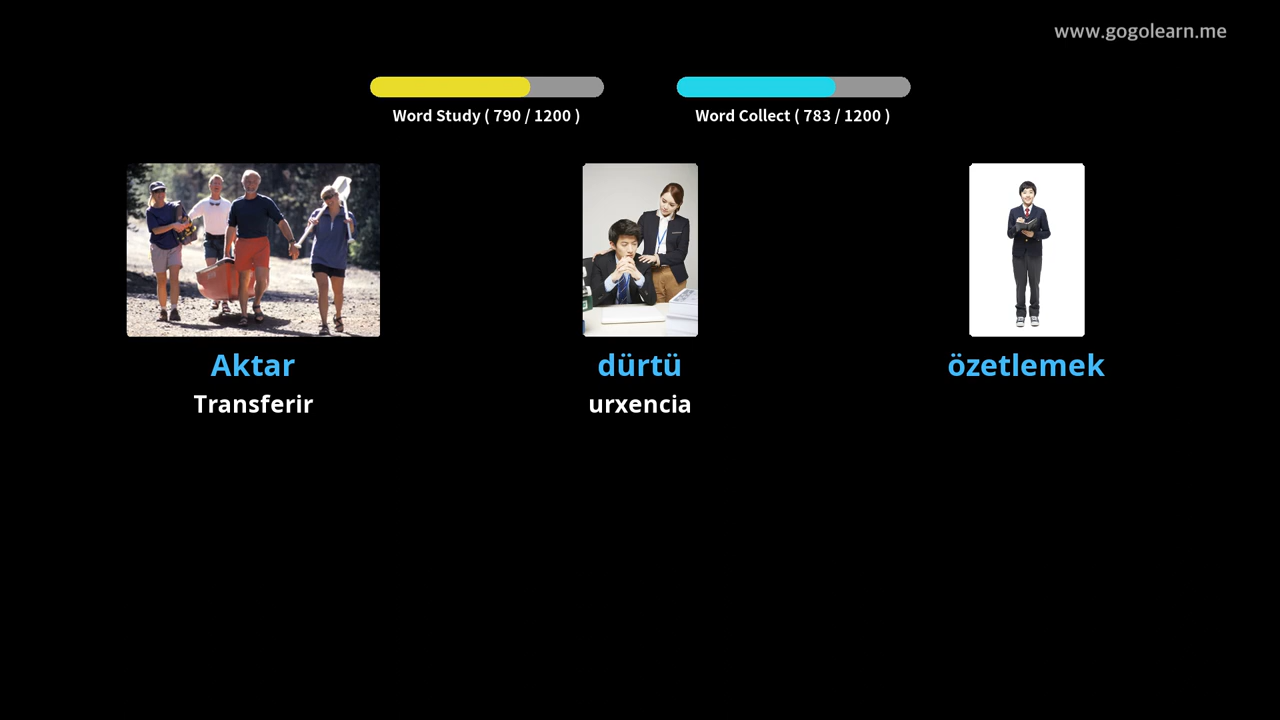 www.gogolearn.me
Word Study ( 790 / 1200 )
Word Collect ( 783 / 1200 )
Aktar
dürtü
özetlemek
Transferir
urxencia